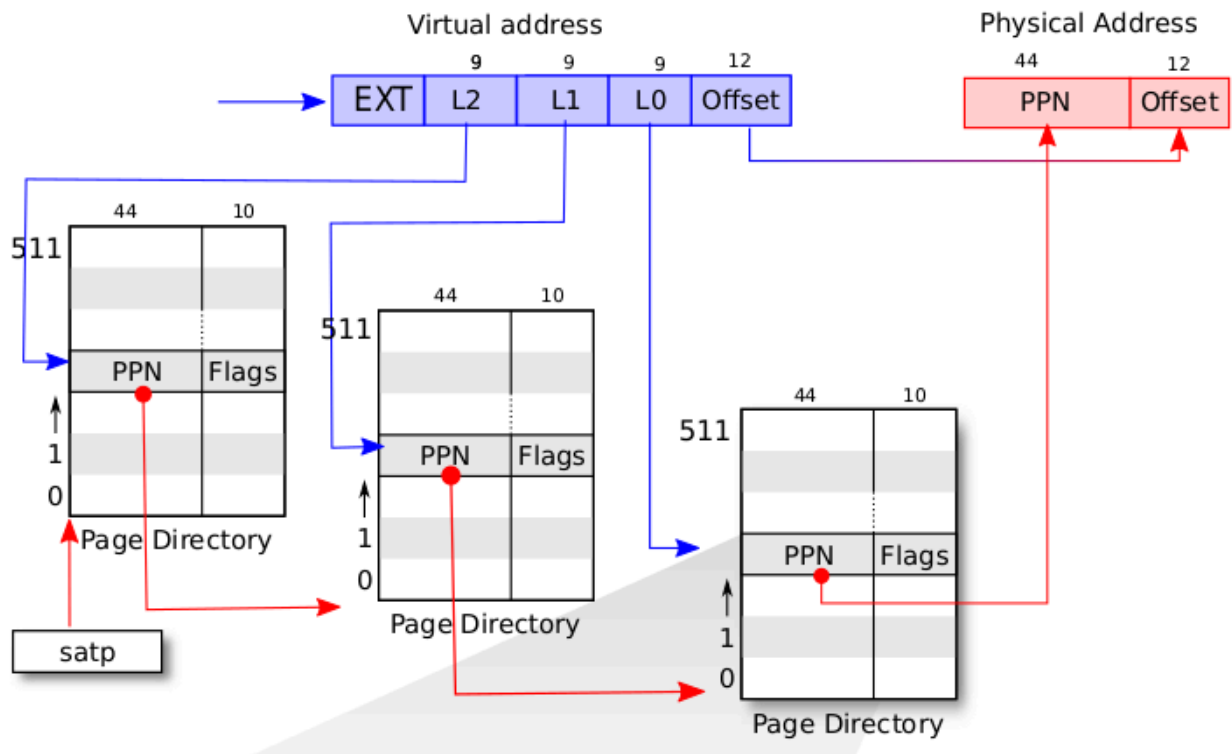 Virtual address
Physical Address
9 9 9 12
44 12
EXT L2 L1 L0 Offset
PPN Offset
44 10
511
PPN Flags
1
0
Page Directory
satp
44 10
511
PPN Flags
1
0
Page Directory
44 10
511
PPN Flags
1
0
Page Directory